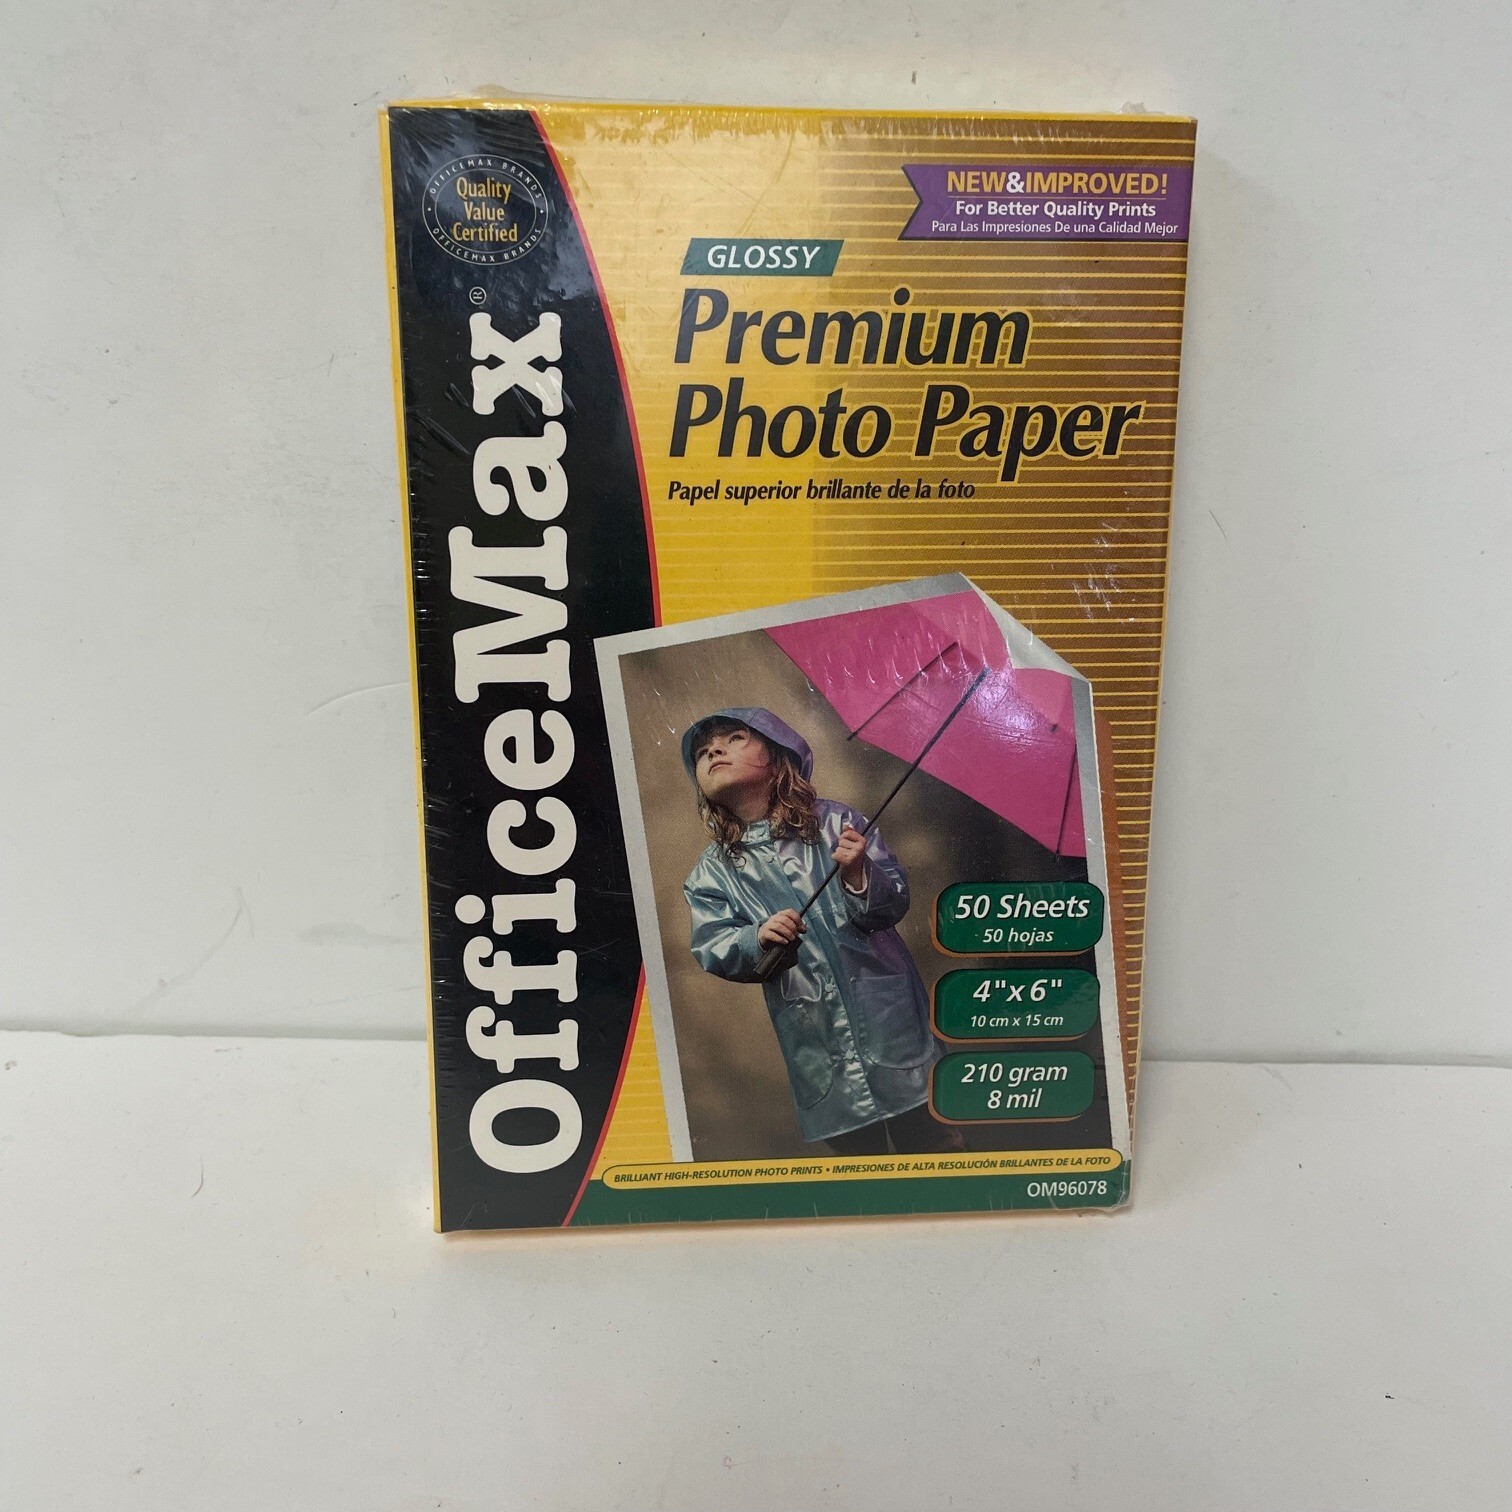 OFFICEMAX BRANDS
Quality
Value
Certified
OFFICEMAX BRANDS
OfficeMax®
NEW&IMPROVED!
For Better Quality Prints
Para Las Impresiones De una Calidad Mejor
GLOSSY
Premium
Photo Paper
Papel superior brillante de la foto
50 Sheets
50 hojas
4"x 6"
10 cm x 15 cm
210 gram
8 mil
BRILLIANT HIGH-RESOLUTION PHOTO PRINTS • IMPRESIONES DE ALTA RESOLUCIÓN BRILLANTES DE LA FOTO
OM96078